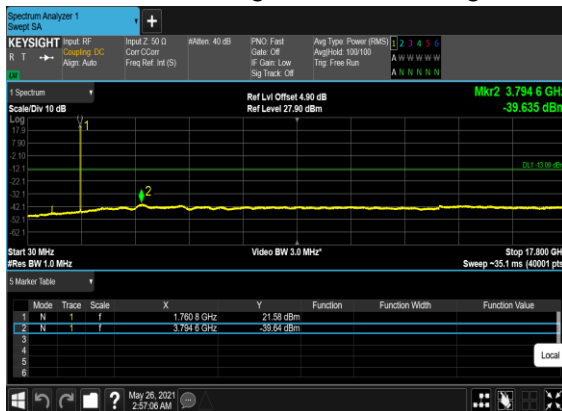 Spectrum Analyzer 1
Swept SA
+
KEYSIGHT Input: RF Input Z: 50 Ω #Atten: 40 dB PNO: Fast Avg Type: Power (RMS) 1 2 3 4 5 6
R T Coupling: DC Corr CCorr Gate: Off Avg|Hold: 100/100 A W W W W W
Align: Auto Freq Ref: Int (S) IF Gain: Low Trig: Free Run
Sig Track: Off A N N N N N
1 Spectrum Ref Lvl Offset 4.90 dB Mkr2 3.794 6 GHz
Scale/Div 10 dB Ref Level 27.90 dBm -39.635 dBm
Log
17.9 1
7.90
-2.10
-12.1 DL1 -13.00 dBm
-22.1
-32.1 2
-42.1
-52.1
-62.1
Start 30 MHz Video BW 3.0 MHz* Stop 17.800 GHz
#Res BW 1.0 MHz Sweep ~35.1 ms (40001 pts)
5 Marker Table
Mode Trace Scale X Y Function Function Width Function Value
1 N 1 f 1.760 8 GHz 21.58 dBm
2 N 1 f 3.794 6 GHz -39.64 dBm
3
4
5
6
Local
? May 26, 2021
2:57:06 AM